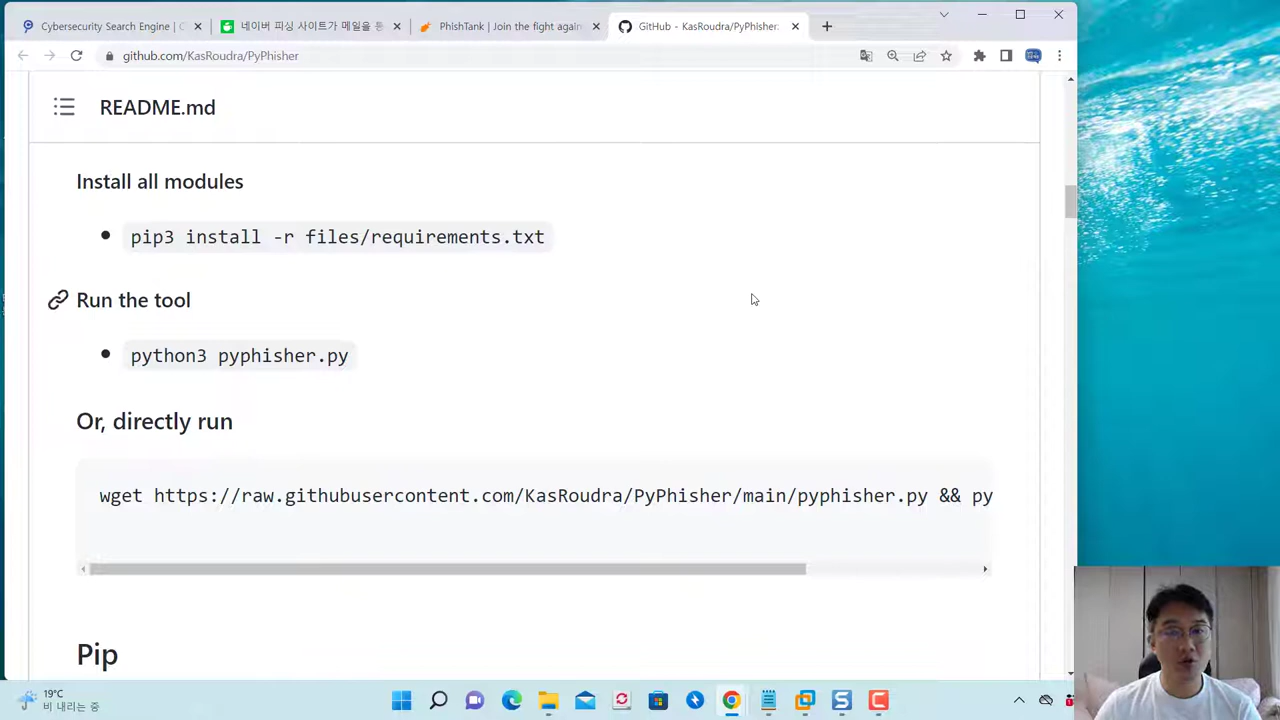 Cybersecurity Search Engine | C
네이버 피싱 사이트가 메일을 통
PhishTank | Join the fight again
GitHub - KasRoudra/PyPhisher:
github.com/KasRoudra/PyPhisher
README.md
Install all modules
pip3 install -r files/requirements.txt
Run the tool
python3 pyphisher.py
Or, directly run
wget https://raw.githubusercontent.com/KasRoudra/PyPhisher/main/pyphisher.py && py
Pip
19℃
비 내리는 중